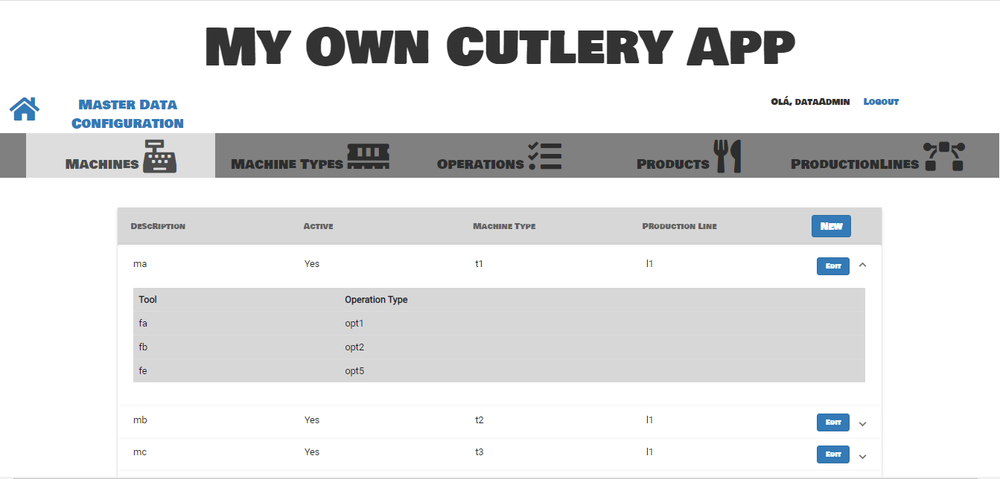 My Own Cutlery App
Master Data
Configuration
Olá, dataAdmin Logout
Machines Machine Types Operations Products ProductionLines
Description Active Machine Type Production Line New
ma Yes t1 l1 Edit
Tool Operation Type
fa opt1
fb opt2
fe opt5
mb Yes t2 l1 Edit
mc Yes t3 l1 Edit